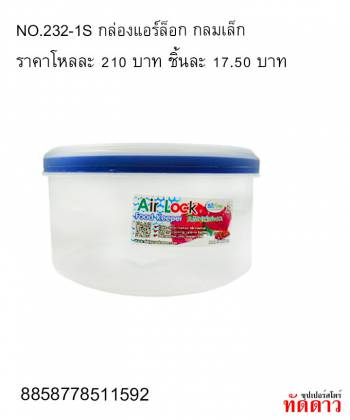 NO.232-1S กล่องแอร์ล็อก กลมเล็ก
ราคาโหลละ 210 บาท ชิ้นละ 17.50 บาท
Air Lock
Food Keeper
8858778511592
ซุปเปอร์สโตร์
ทัดดาว